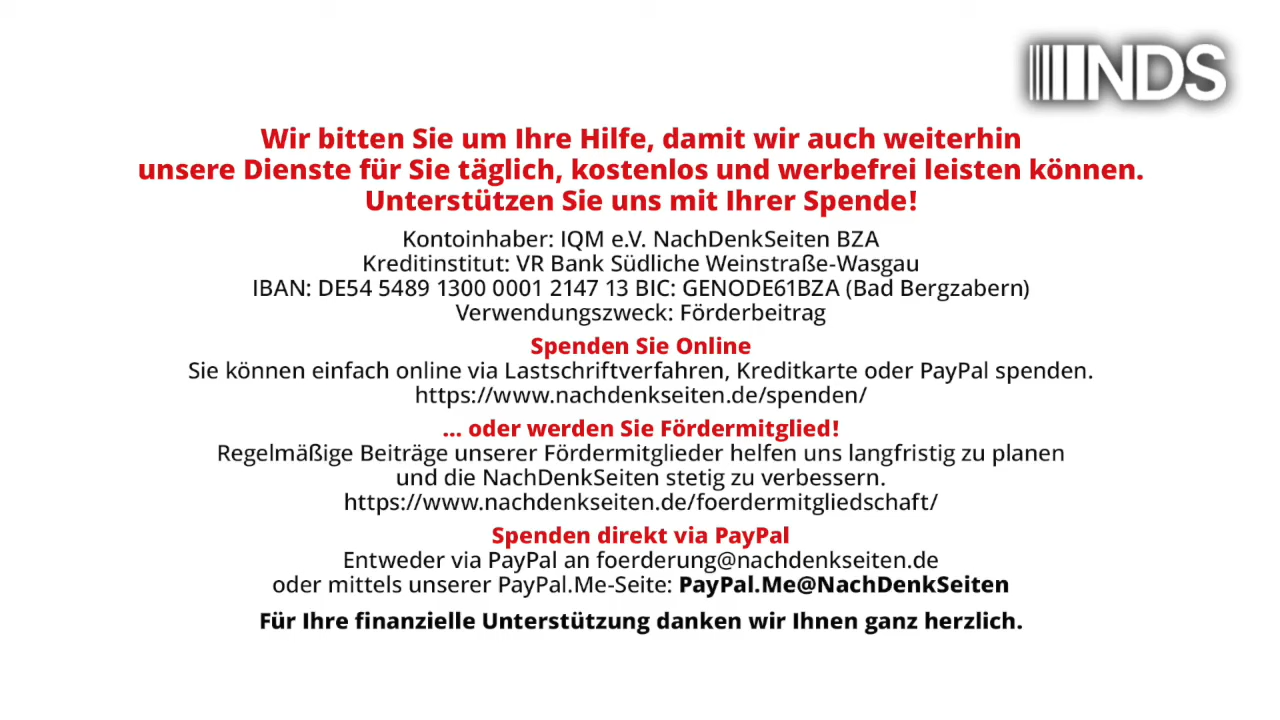 NDS
Wir bitten Sie um Ihre Hilfe, damit wir auch weiterhin
unsere Dienste für Sie täglich, kostenlos und werbefrei leisten können.
Unterstützen Sie uns mit Ihrer Spende!
Kontoinhaber: IQM e.V. NachDenkSeiten BZA
Kreditinstitut: VR Bank Südliche Weinstraße-Wasgau
IBAN: DE54 5489 1300 0001 2147 13 BIC: GENODE61BZA (Bad Bergzabern)
Verwendungszweck: Förderbeitrag
Spenden Sie Online
Sie können einfach online via Lastschriftverfahren, Kreditkarte oder PayPal spenden.
https://www.nachdenkseiten.de/spenden/
... oder werden Sie Fördermitglied!
Regelmäßige Beiträge unserer Fördermitglieder helfen uns langfristig zu planen
und die NachDenkSeiten stetig zu verbessern.
https://www.nachdenkseiten.de/foerdermitgliedschaft/
Spenden direkt via PayPal
Entweder via PayPal an foerderung@nachdenkseiten.de
oder mittels unserer PayPal.Me-Seite: PayPal.Me@NachDenkSeiten
Für Ihre finanzielle Unterstützung danken wir Ihnen ganz herzlich.